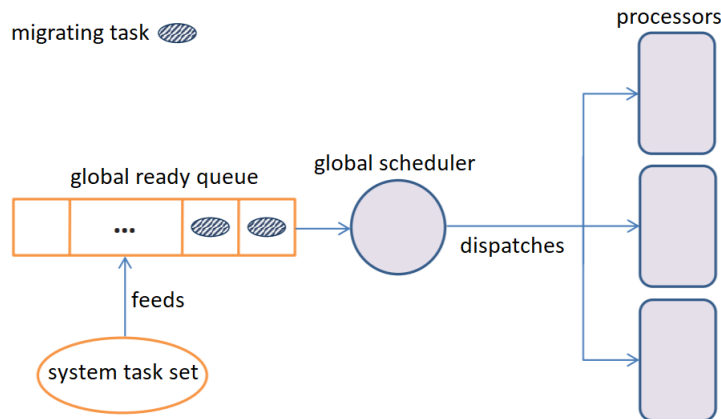 processors
migrating task
global scheduler
global ready queue
...
dispatches
feeds
system task set